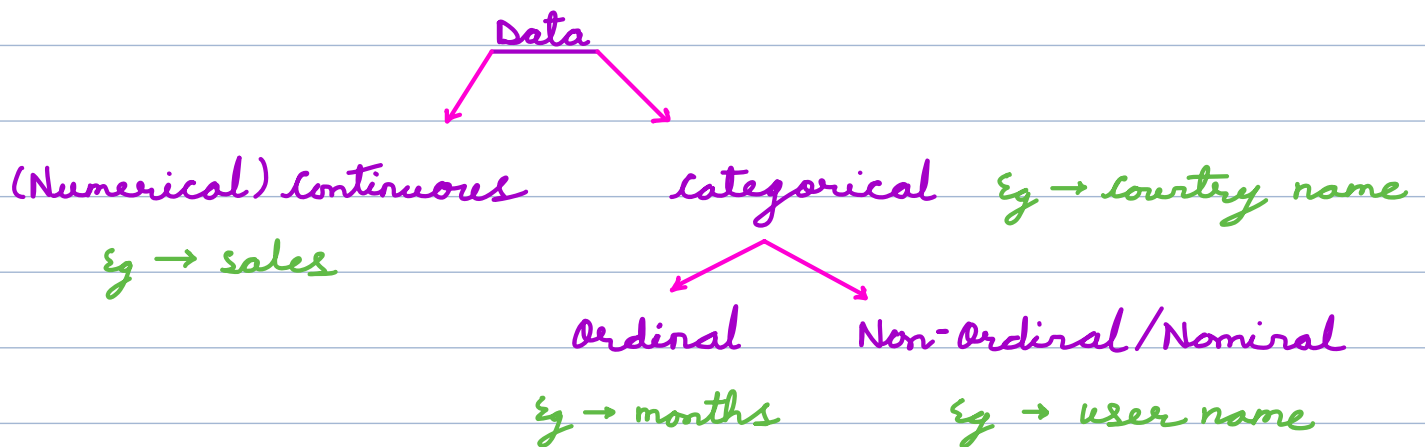 Data
(Numerical) Continuous categorical Eg → Country name
Eg → sales
Ordinal Non-Ordinal/Nominal
Eg → months Eg → user name